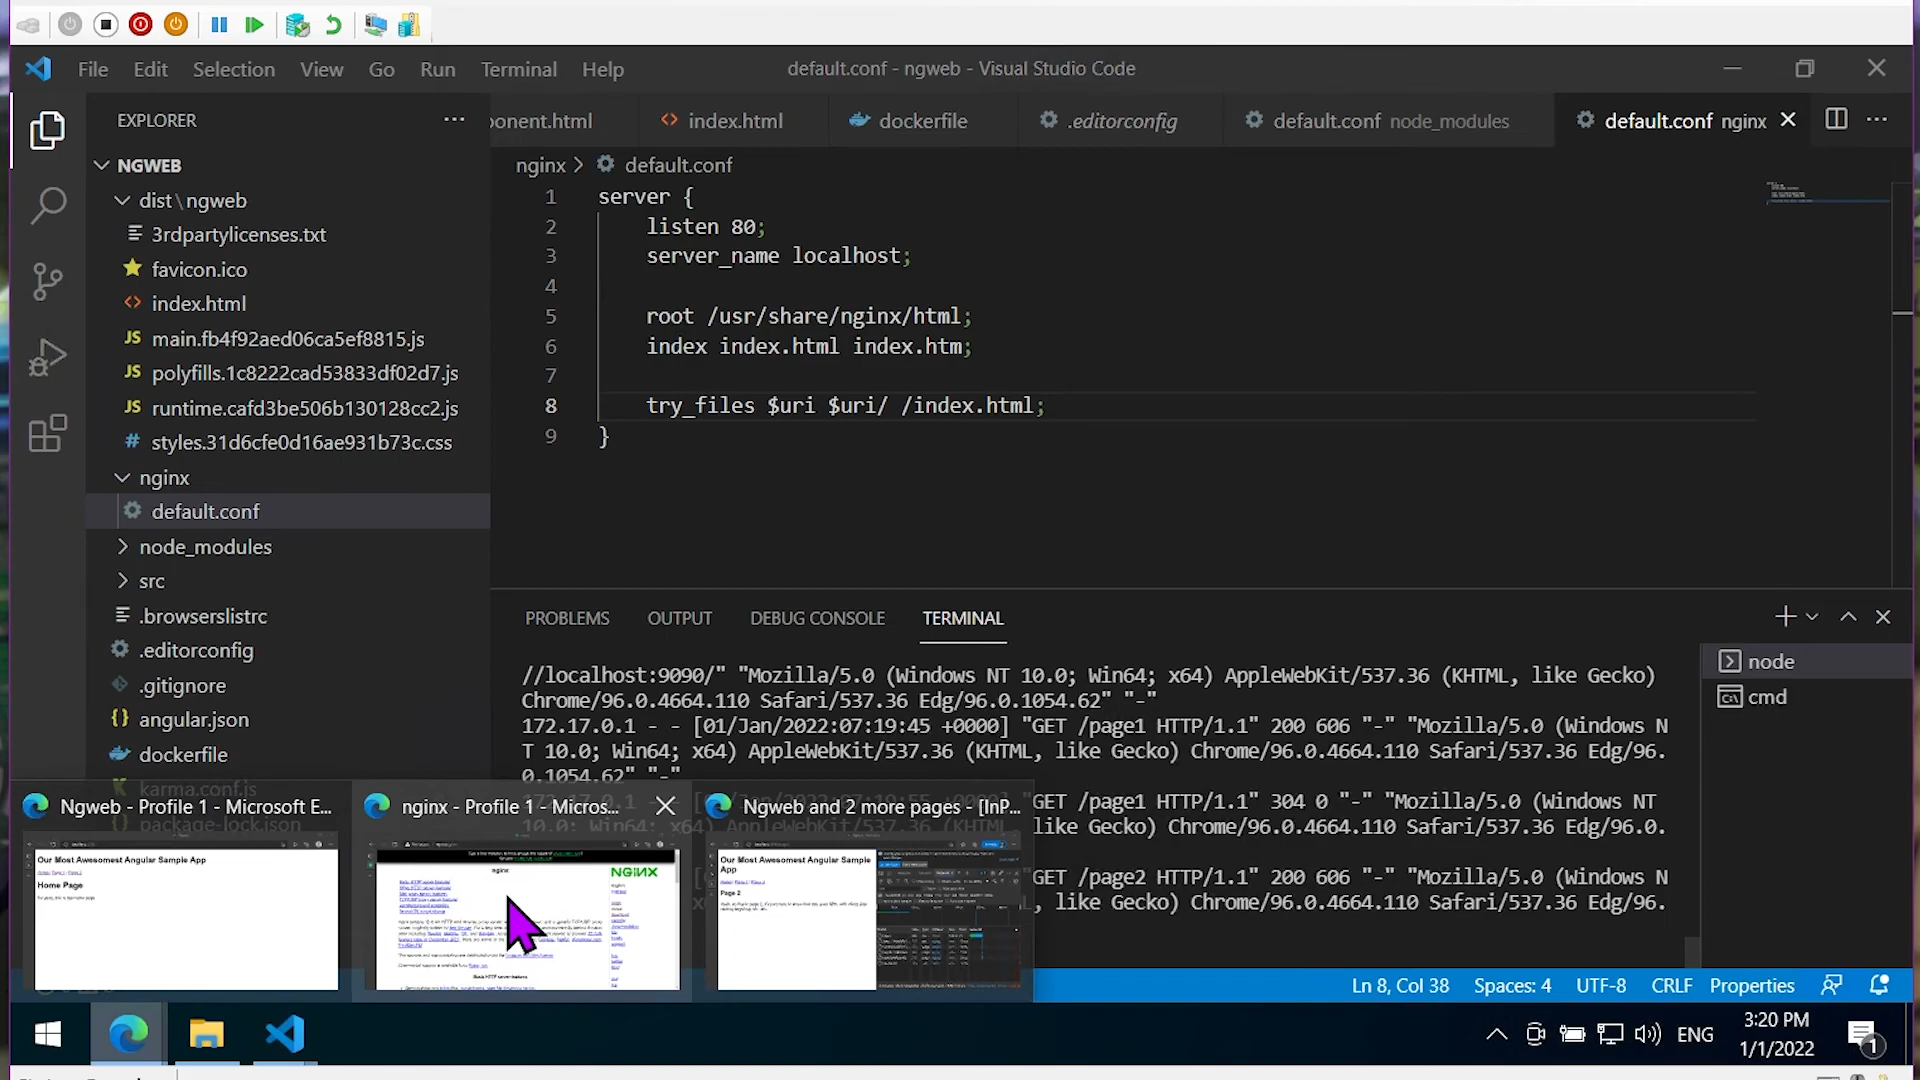 File Edit Selection View Go Run Terminal Help
default.conf - ngweb - Visual Studio Code
EXPLORER
ponent.html
index.html
dockerfile
.editorconfig
default.conf node_modules
default.conf nginx
NGWEB
dist\ngweb
3rdpartylicenses.txt
favicon.ico
index.html
main.fb4f92aed06ca5ef8815.js
polyfills.1c8222cad53833df02d7.js
runtime.cafd3be506b130128cc2.js
styles.31d6cfe0d16ae931b73c.css
nginx
default.conf
node_modules
src
.browserslistrc
.editorconfig
.gitignore
angular.json
dockerfile
karma.conf.js
package-lock.json
nginx > default.conf
1 server {
2 listen 80;
3 server_name localhost;
4
5 root /usr/share/nginx/html;
6 index index.html index.htm;
7
8 try_files $uri $uri/ /index.html;
9 }
PROBLEMS OUTPUT DEBUG CONSOLE TERMINAL
//localhost:9090/" "Mozilla/5.0 (Windows NT 10.0; Win64; x64) AppleWebKit/537.36 (KHTML, like Gecko)
Chrome/96.0.4664.110 Safari/537.36 Edg/96.0.1054.62" "-"
172.17.0.1 - - [01/Jan/2022:07:19:45 +0000] "GET /page1 HTTP/1.1" 200 606 "-" "Mozilla/5.0 (Windows N
T 10.0; Win64; x64) AppleWebKit/537.36 (KHTML, like Gecko) Chrome/96.0.4664.110 Safari/537.36 Edg/96.
0.1054.62" "-"
"GET /page1 HTTP/1.1" 304 0 "-" "Mozilla/5.0 (Windows NT
like Gecko) Chrome/96.0.4664.110 Safari/537.36 Edg/96.0.
"GET /page2 HTTP/1.1" 200 606 "-" "Mozilla/5.0 (Windows N
, like Gecko) Chrome/96.0.4664.110 Safari/537.36 Edg/96.
node
cmd
Ngweb - Profile 1 - Microsoft E...
nginx - Profile 1 - Micros...
Ngweb and 2 more pages - [InP...
Our Most Awesomest Angular Sample App
Home Page
nginx
NGINX
Our Most Awesomest Angular Sample
App
Page 2
Ln 8, Col 38 Spaces: 4 UTF-8 CRLF Properties
ENG
3:20 PM
1/1/2022
1